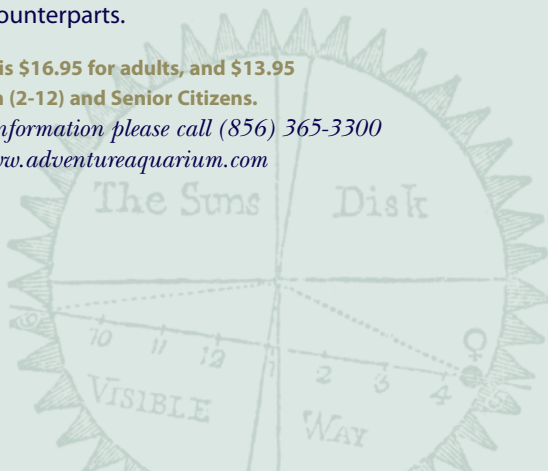 ounterparts.
is $16.95 for adults, and $13.95
(2-12) and Senior Citizens.
nformation please call (856) 365-3300
w.adventureaquarium.com
The Suns Disk
10 11 12 1 2 3 4 5
VISIBLE WAY